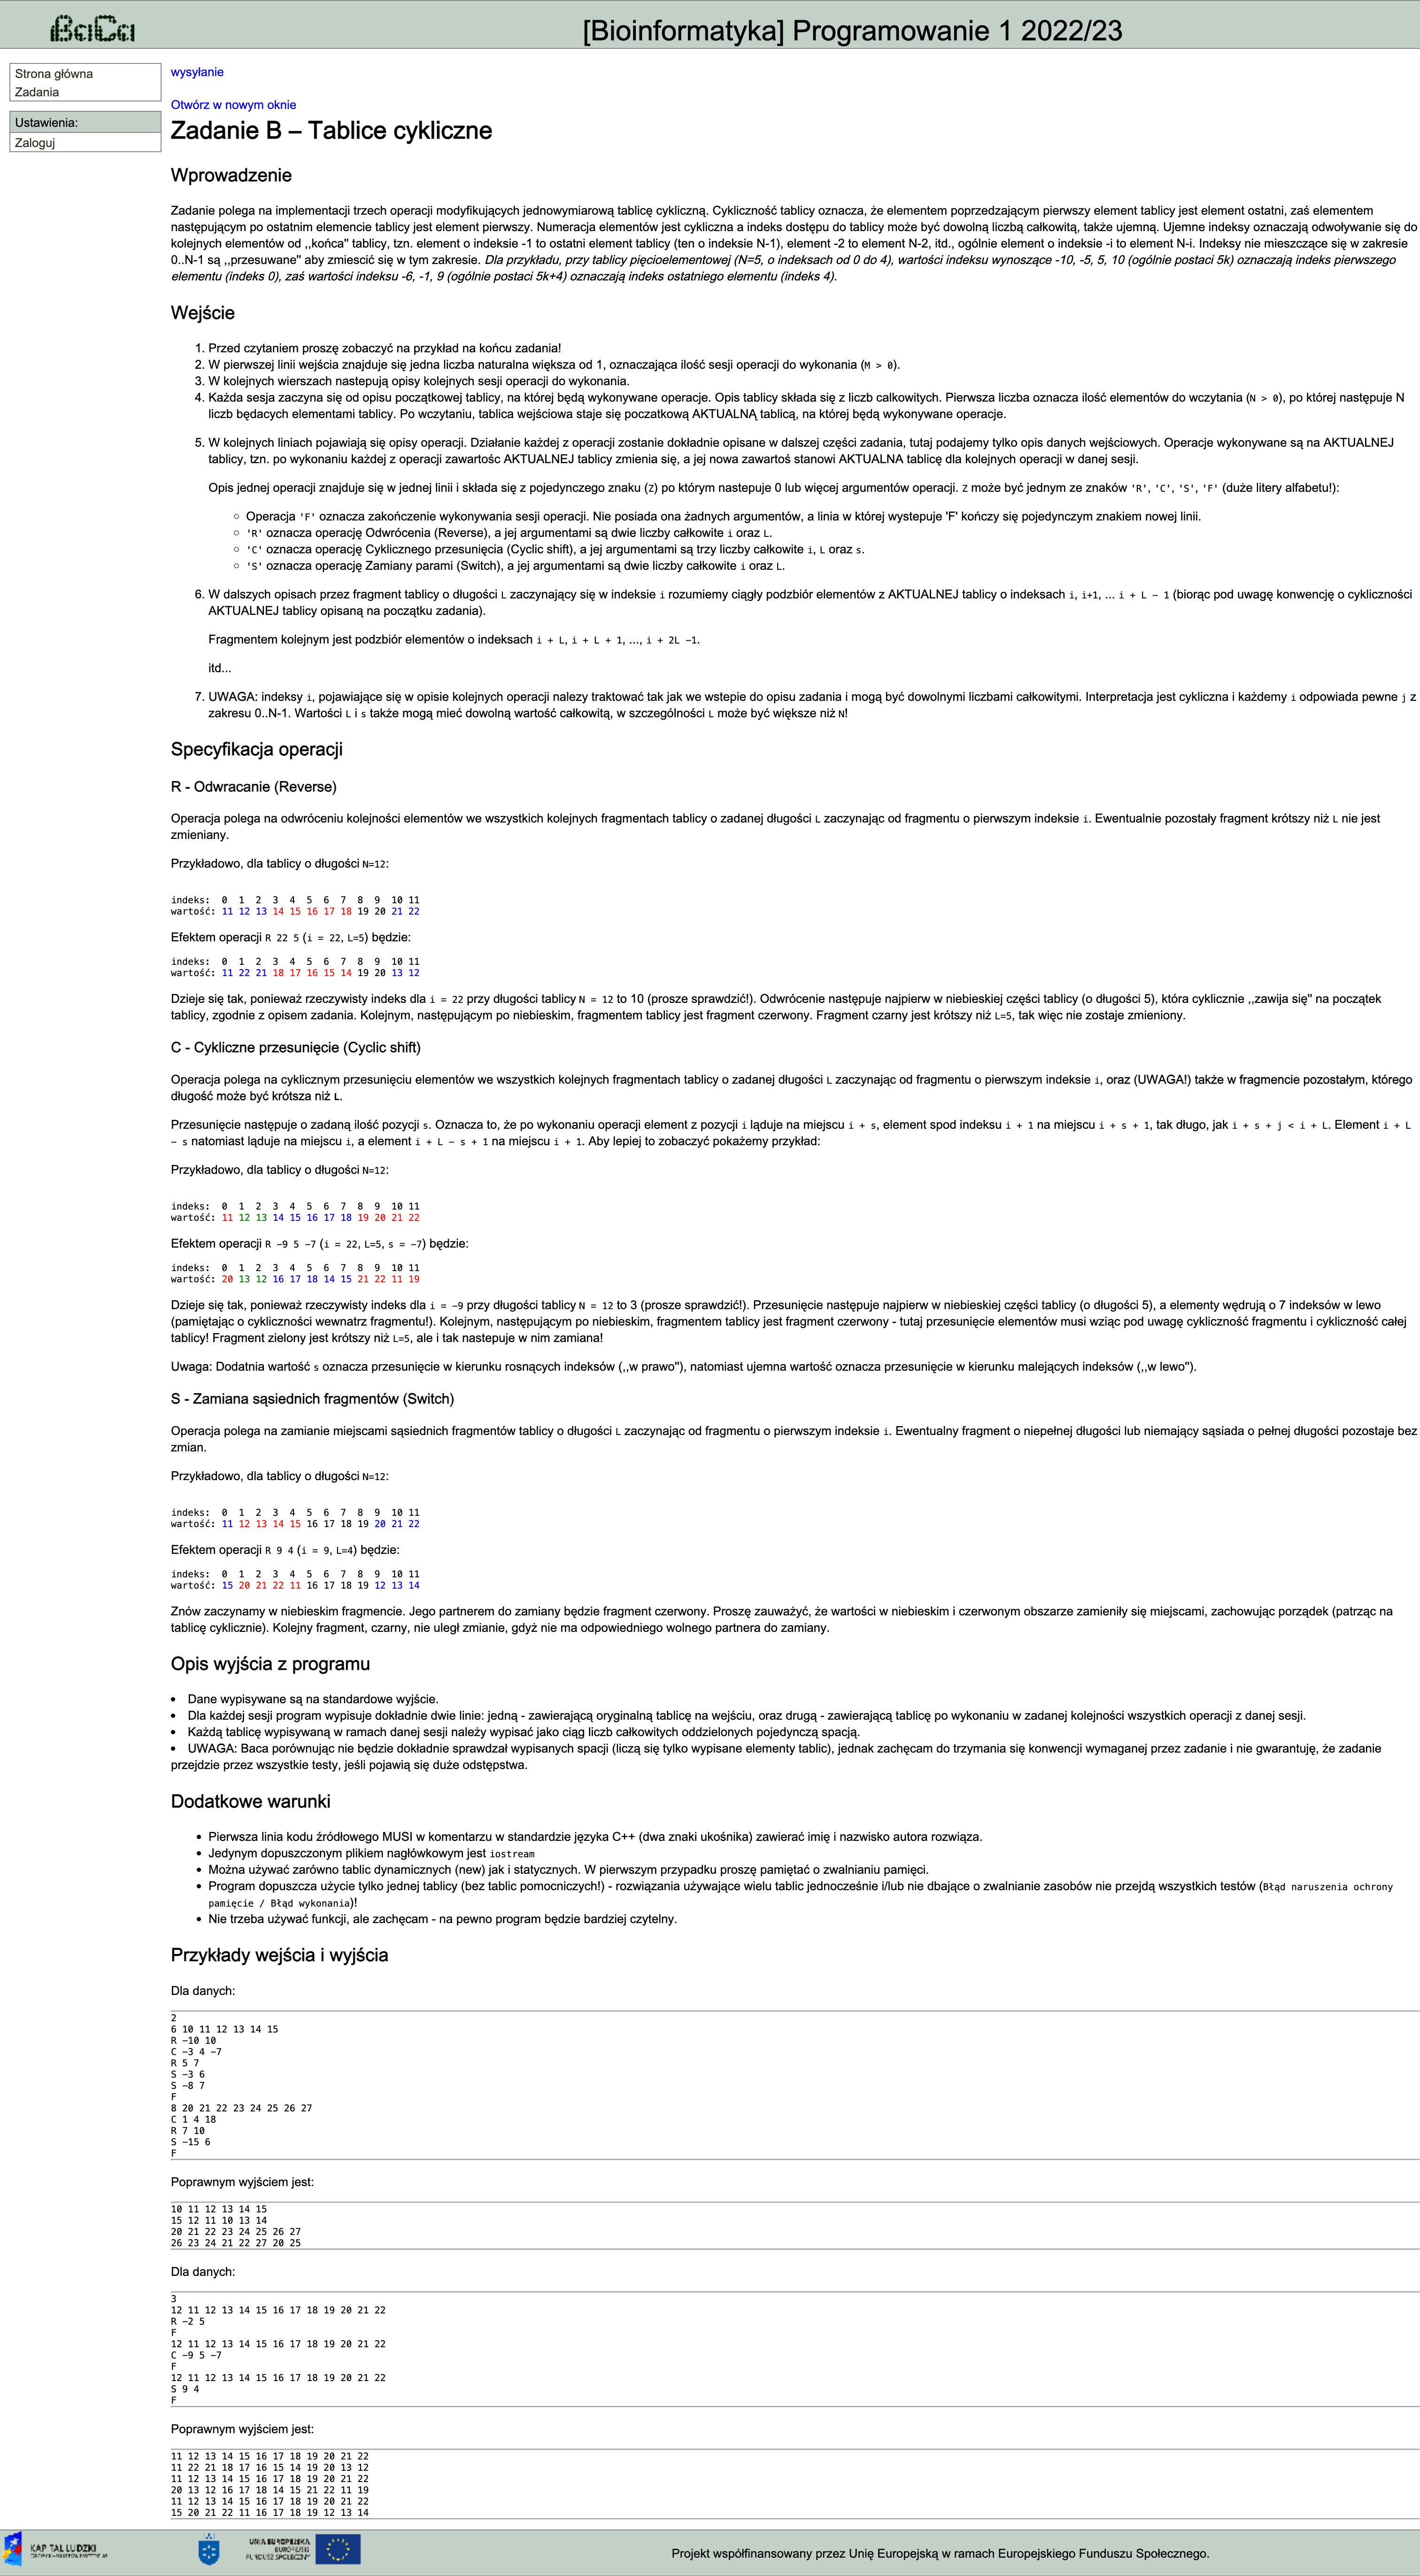 BaCa
[Bioinformatyka] Programowanie 1 2022/23
Strona główna
Zadania
Ustawienia:
Zaloguj
wysyłanie
Otwórz w nowym oknie
Zadanie B – Tablice cykliczne
Wprowadzenie
Zadanie polega na implementacji trzech operacji modyfikujących jednowymiarową tablicę cykliczną. Cykliczność tablicy oznacza, że elementem poprzedzającym pierwszy element tablicy jest element ostatni, zaś elementem
następującym po ostatnim elemencie tablicy jest element pierwszy. Numeracja elementów jest cykliczna a indeks dostępu do tablicy może być dowolną liczbą całkowitą, także ujemną. Ujemne indeksy oznaczają odwoływanie się do
kolejnych elementów od ,,końca'' tablicy, tzn. element o indeksie -1 to ostatni element tablicy (ten o indeksie N-1), element -2 to element N-2, itd., ogólnie element o indeksie -i to element N-i. Indeksy nie mieszczące się w zakresie
0..N-1 są ,,przesuwane'' aby zmiescić się w tym zakresie. Dla przykładu, przy tablicy pięcioelementowej (N=5, o indeksach od 0 do 4), wartości indeksu wynoszące -10, -5, 5, 10 (ogólnie postaci 5k) oznaczają indeks pierwszego
elementu (indeks 0), zaś wartości indeksu -6, -1, 9 (ogólnie postaci 5k+4) oznaczają indeks ostatniego elementu (indeks 4).
Wejście
1. Przed czytaniem proszę zobaczyć na przykład na końcu zadania!
2. W pierwszej linii wejścia znajduje się jedna liczba naturalna większa od 1, oznaczająca ilość sesji operacji do wykonania (M > 0).
3. W kolejnych wierszach nastepują opisy kolejnych sesji operacji do wykonania.
4. Każda sesja zaczyna się od opisu początkowej tablicy, na której będą wykonywane operacje. Opis tablicy składa się z liczb calkowitych. Pierwsza liczba oznacza ilość elementów do wczytania (N > 0), po której następuje N
liczb będacych elementami tablicy. Po wczytaniu, tablica wejściowa staje się poczatkową AKTUALNĄ tablicą, na której będą wykonywane operacje.
5. W kolejnych liniach pojawiają się opisy operacji. Działanie każdej z operacji zostanie dokładnie opisane w dalszej części zadania, tutaj podajemy tylko opis danych wejściowych. Operacje wykonywane są na AKTUALNEJ
tablicy, tzn. po wykonaniu każdej z operacji zawartośc AKTUALNEJ tablicy zmienia się, a jej nowa zawartoś stanowi AKTUALNA tablicę dla kolejnych operacji w danej sesji.
Opis jednej operacji znajduje się w jednej linii i składa się z pojedynczego znaku (Z) po którym nastepuje 0 lub więcej argumentów operacji. Z może być jednym ze znaków 'R', 'C', 'S', 'F' (duże litery alfabetu!):
Operacja 'F' oznacza zakończenie wykonywania sesji operacji. Nie posiada ona żadnych argumentów, a linia w której wystepuje 'F' kończy się pojedynczym znakiem nowej linii.
'R' oznacza operację Odwrócenia (Reverse), a jej argumentami są dwie liczby całkowite i oraz L.
'C' oznacza operację Cyklicznego przesunięcia (Cyclic shift), a jej argumentami są trzy liczby całkowite i, L oraz s.
'S' oznacza operację Zamiany parami (Switch), a jej argumentami są dwie liczby całkowite i oraz L.
6. W dalszych opisach przez fragment tablicy o długości L zaczynający się w indeksie i rozumiemy ciągły podzbiór elementów z AKTUALNEJ tablicy o indeksach i, i+1, ... i + L - 1 (biorąc pod uwagę konwencję o cykliczności
AKTUALNEJ tablicy opisaną na początku zadania).
Fragmentem kolejnym jest podzbiór elementów o indeksach i + L, i + L + 1, ..., i + 2L -1.
itd...
7. UWAGA: indeksy i, pojawiające się w opisie kolejnych operacji nalezy traktować tak jak we wstepie do opisu zadania i mogą być dowolnymi liczbami całkowitymi. Interpretacja jest cykliczna i każdemy i odpowiada pewne j z
zakresu 0..N-1. Wartości L i s także mogą mieć dowolną wartość całkowitą, w szczególności L może być większe niż N!
Specyfikacja operacji
R - Odwracanie (Reverse)
Operacja polega na odwróceniu kolejności elementów we wszystkich kolejnych fragmentach tablicy o zadanej długości L zaczynając od fragmentu o pierwszym indeksie i. Ewentualnie pozostały fragment krótszy niż L nie jest
zmieniany.
Przykładowo, dla tablicy o długości N=12:
indeks: 0 1 2 3 4 5 6 7 8 9 10 11
wartość: 11 12 13 14 15 16 17 18 19 20 21 22
Efektem operacji R 22 5 (i = 22, L=5) będzie:
indeks: 0 1 2 3 4 5 6 7 8 9 10 11
wartość: 11 22 21 18 17 16 15 14 19 20 13 12
Dzieje się tak, ponieważ rzeczywisty indeks dla i = 22 przy długości tablicy N = 12 to 10 (prosze sprawdzić!). Odwrócenie następuje najpierw w niebieskiej części tablicy (o długości 5), która cyklicznie ,,zawija się'' na początek
tablicy, zgodnie z opisem zadania. Kolejnym, następującym po niebieskim, fragmentem tablicy jest fragment czerwony. Fragment czarny jest krótszy niż L=5, tak więc nie zostaje zmieniony.
C - Cykliczne przesunięcie (Cyclic shift)
Operacja polega na cyklicznym przesunięciu elementów we wszystkich kolejnych fragmentach tablicy o zadanej długości L zaczynając od fragmentu o pierwszym indeksie i, oraz (UWAGA!) także w fragmencie pozostałym, którego
długość może być krótsza niż L.
Przesunięcie następuje o zadaną ilość pozycji s. Oznacza to, że po wykonaniu operacji element z pozycji i ląduje na miejscu i + s, element spod indeksu i + 1 na miejscu i + s + 1, tak długo, jak i + s + j < i + L. Element i + L
- s natomiast ląduje na miejscu i, a element i + L - s + 1 na miejscu i + 1. Aby lepiej to zobaczyć pokażemy przykład:
Przykładowo, dla tablicy o długości N=12:
indeks: 0 1 2 3 4 5 6 7 8 9 10 11
wartość: 11 12 13 14 15 16 17 18 19 20 21 22
Efektem operacji R -9 5 -7 (i = 22, L=5, s = -7) będzie:
indeks: 0 1 2 3 4 5 6 7 8 9 10 11
wartość: 20 13 12 16 17 18 14 15 21 22 11 19
Dzieje się tak, ponieważ rzeczywisty indeks dla i = -9 przy długości tablicy N = 12 to 3 (prosze sprawdzić!). Przesunięcie następuje najpierw w niebieskiej części tablicy (o długości 5), a elementy wędrują o 7 indeksów w lewo
(pamiętając o cykliczności wewnatrz fragmentu!). Kolejnym, następującym po niebieskim, fragmentem tablicy jest fragment czerwony - tutaj przesunięcie elementów musi wziąc pod uwagę cykliczność fragmentu i cykliczność całej
tablicy! Fragment zielony jest krótszy niż L=5, ale i tak nastepuje w nim zamiana!
Uwaga: Dodatnia wartość s oznacza przesunięcie w kierunku rosnących indeksów (,,w prawo''), natomiast ujemna wartość oznacza przesunięcie w kierunku malejących indeksów (,,w lewo'').
S - Zamiana sąsiednich fragmentów (Switch)
Operacja polega na zamianie miejscami sąsiednich fragmentów tablicy o długości L zaczynając od fragmentu o pierwszym indeksie i. Ewentualny fragment o niepełnej długości lub niemający sąsiada o pełnej długości pozostaje bez
zmian.
Przykładowo, dla tablicy o długości N=12:
indeks: 0 1 2 3 4 5 6 7 8 9 10 11
wartość: 11 12 13 14 15 16 17 18 19 20 21 22
Efektem operacji R 9 4 (i = 9, L=4) będzie:
indeks: 0 1 2 3 4 5 6 7 8 9 10 11
wartość: 15 20 21 22 11 16 17 18 19 12 13 14
Znów zaczynamy w niebieskim fragmencie. Jego partnerem do zamiany będzie fragment czerwony. Proszę zauważyć, że wartości w niebieskim i czerwonym obszarze zamieniły się miejscami, zachowując porządek (patrząc na
tablicę cyklicznie). Kolejny fragment, czarny, nie uległ zmianie, gdyż nie ma odpowiedniego wolnego partnera do zamiany.
Opis wyjścia z programu
Dane wypisywane są na standardowe wyjście.
Dla każdej sesji program wypisuje dokładnie dwie linie: jedną - zawierającą oryginalną tablicę na wejściu, oraz drugą - zawierającą tablicę po wykonaniu w zadanej kolejności wszystkich operacji z danej sesji.
Każdą tablicę wypisywaną w ramach danej sesji należy wypisać jako ciąg liczb całkowitych oddzielonych pojedynczą spacją.
UWAGA: Baca porównując nie będzie dokładnie sprawdzał wypisanych spacji (liczą się tylko wypisane elementy tablic), jednak zachęcam do trzymania się konwencji wymaganej przez zadanie i nie gwarantuję, że zadanie
przejdzie przez wszystkie testy, jeśli pojawią się duże odstępstwa.
Dodatkowe warunki
Pierwsza linia kodu źródłowego MUSI w komentarzu w standardzie języka C++ (dwa znaki ukośnika) zawierać imię i nazwisko autora rozwiąza.
Jedynym dopuszczonym plikiem nagłówkowym jest iostream
Można używać zarówno tablic dynamicznych (new) jak i statycznych. W pierwszym przypadku proszę pamiętać o zwalnianiu pamięci.
Program dopuszcza użycie tylko jednej tablicy (bez tablic pomocniczych!) - rozwiązania używające wielu tablic jednocześnie i/lub nie dbające o zwalnianie zasobów nie przejdą wszystkich testów (Błąd naruszenia ochrony
pamięcie / Błąd wykonania)!
Nie trzeba używać funkcji, ale zachęcam - na pewno program będzie bardziej czytelny.
Przykłady wejścia i wyjścia
Dla danych:
2
6 10 11 12 13 14 15
R -10 10
C -3 4 -7
R 5 7
S -3 6
S -8 7
F
8 20 21 22 23 24 25 26 27
C 1 4 18
R 7 10
S -15 6
F
Poprawnym wyjściem jest:
10 11 12 13 14 15
15 12 11 10 13 14
20 21 22 23 24 25 26 27
26 23 24 21 22 27 20 25
Dla danych:
3
12 11 12 13 14 15 16 17 18 19 20 21 22
R -2 5
F
12 11 12 13 14 15 16 17 18 19 20 21 22
C -9 5 -7
F
12 11 12 13 14 15 16 17 18 19 20 21 22
S 9 4
F
Poprawnym wyjściem jest:
11 12 13 14 15 16 17 18 19 20 21 22
11 22 21 18 17 16 15 14 19 20 13 12
11 12 13 14 15 16 17 18 19 20 21 22
20 13 12 16 17 18 14 15 21 22 11 19
11 12 13 14 15 16 17 18 19 20 21 22
15 20 21 22 11 16 17 18 19 12 13 14
KAPITAŁ LUDZKI
UNIA EUROPEJSKA
EUROPEJSKI
FUNDUSZ SPOŁECZNY
Projekt współfinansowany przez Unię Europejską w ramach Europejskiego Funduszu Społecznego.